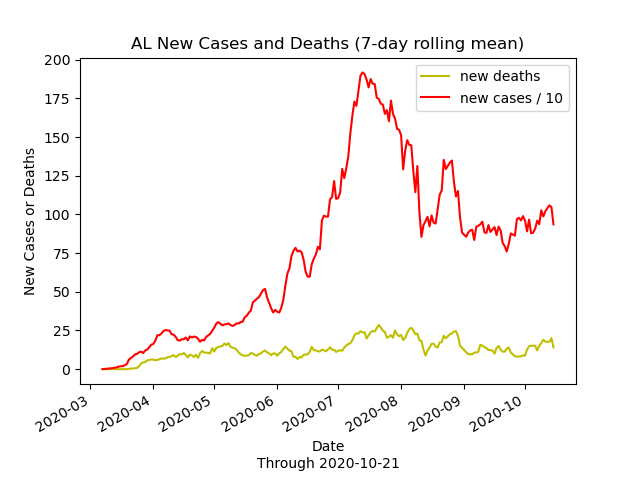 AL New Cases and Deaths (7-day rolling mean)
new deaths
new cases / 10
200
175
150
125
100
75
50
25
0
New Cases or Deaths
2020-03
2020-04
2020-05
2020-06
2020-07
2020-08
2020-09
2020-10
Date
Through 2020-10-21